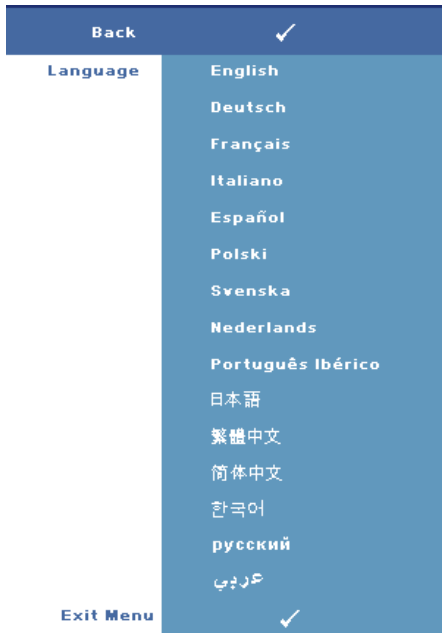 Back
Language
English
Deutsch
Français
Italiano
Español
Polski
Svenska
Nederlands
Português Ibérico
日本語
繁體中文
简体中文
한국어
русский
عربي
Exit Menu